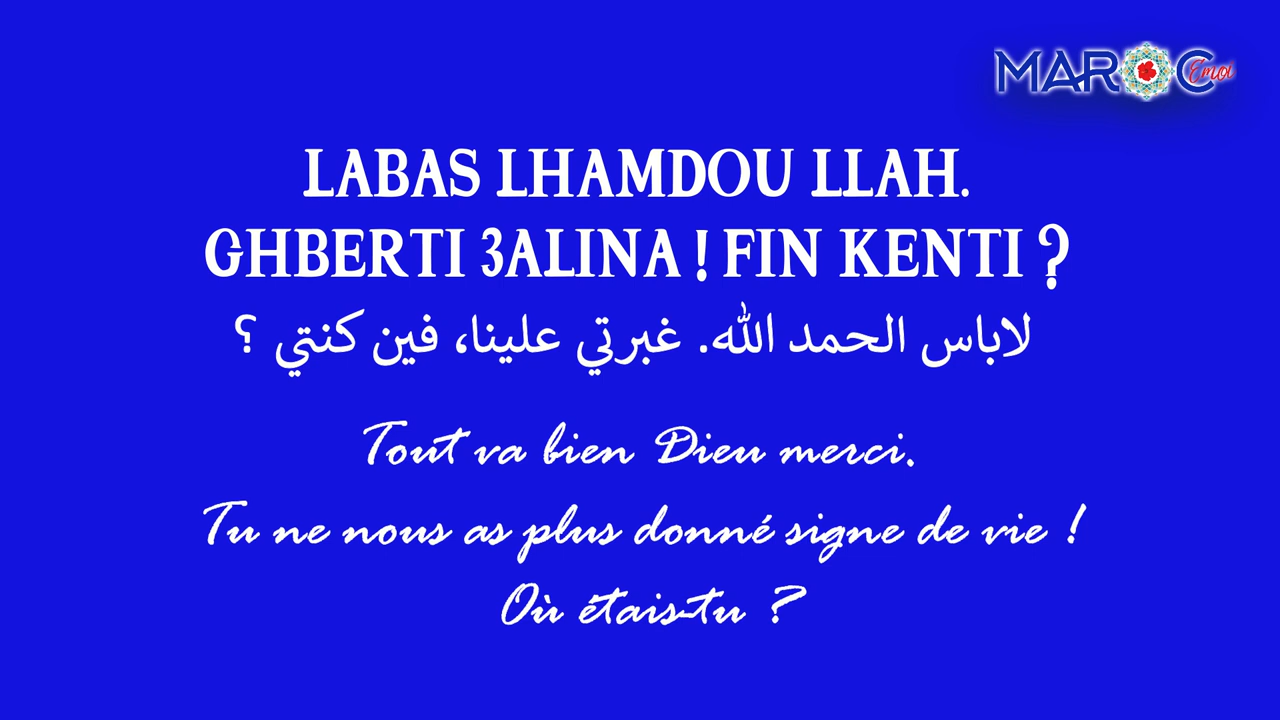 MAROC Emoi
LABAS LHAMDOU LLAH.
GHBERTI 3ALINA ! FIN KENTI ?
لاباس الحمد الله. غبرتي علينا، فين كنتي ؟
Tout va bien Dieu merci.
Tu ne nous as plus donné signe de vie !
Où étais-tu ?